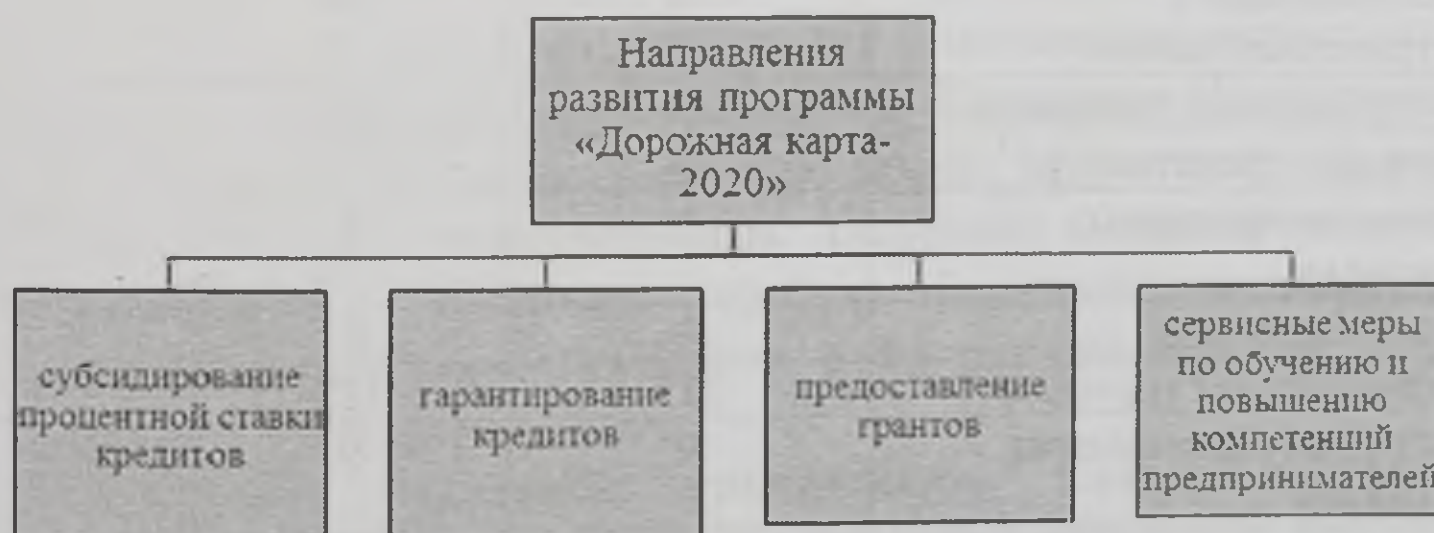 Направления
развития программы
«Дорожная карта-
2020»
субсидирование
процентной ставки
кредитов
гарантирование
кредитов
предоставление
грантов
сервисные меры
по обучению и
повышению
компетенций
предпринимателей